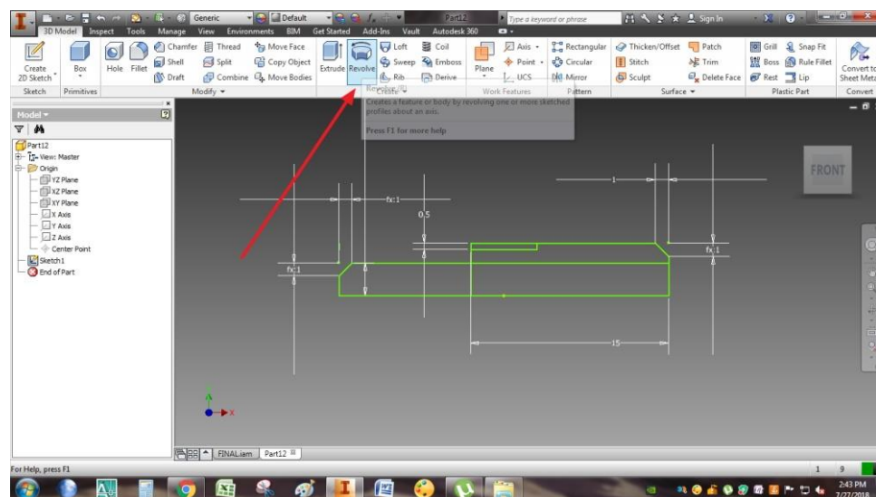 Generic
Default
Part12
Type a keyword or phrase
Sign In
3D Model Inspect Tools Manage View Environments BIM Get Started Add-Ins Vault Autodesk 360
Create
2D Sketch
Box
Hole
Fillet
Chamfer
Shell
Draft
Thread
Split
Combine
Move Face
Copy Object
Move Bodies
Extrude
Revolve
Loft
Sweep
Rib
Coil
Emboss
Derive
Plane
Axis
Point
UCS
Rectangular
Circular
Mirror
Thicken/Offset
Stitch
Sculpt
Patch
Trim
Delete Face
Grill
Boss
Rest
Snap Fit
Rule Fillet
Lip
Convert to
Sheet Meta
Sketch
Primitives
Modify
Create
Work Features
Pattern
Surface
Plastic Part
Convert
Creates a feature or body by revolving one or more sketched
profiles about an axis.
Press F1 for more help
Model
Part12
View: Master
Origin
YZ Plane
XZ Plane
XY Plane
X Axis
Y Axis
Z Axis
Center Point
Sketch1
End of Part
FRONT
1
fx:1
0,5
fx:1
fx:1
15
X
FINAL.iam
Part12
For Help, press F1
1
9
2:43 PM
7/27/2018